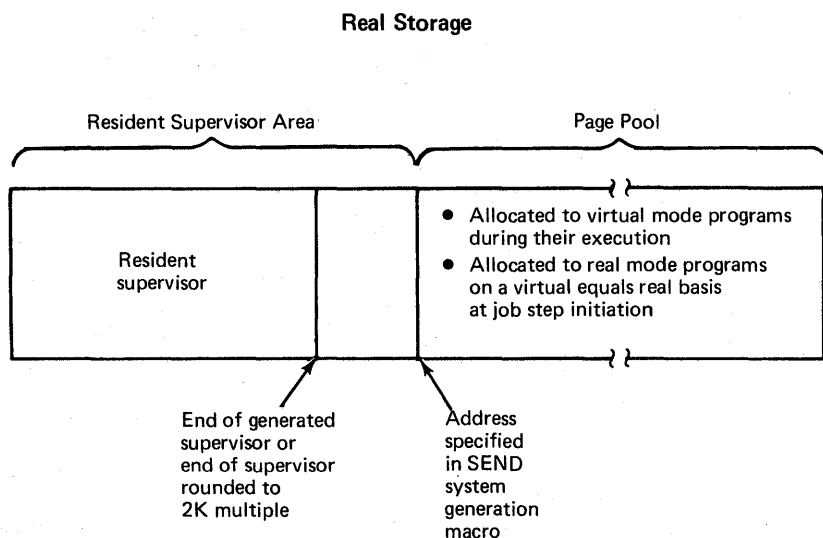 Real Storage
Resident Supervisor Area
Page Pool
Resident
supervisor
● Allocated to virtual mode programs
during their execution
● Allocated to real mode programs
on a virtual equals real basis
at job step initiation
End of generated
supervisor or
end of supervisor
rounded to
2K multiple
Address
specified
in SEND
system
generation
macro